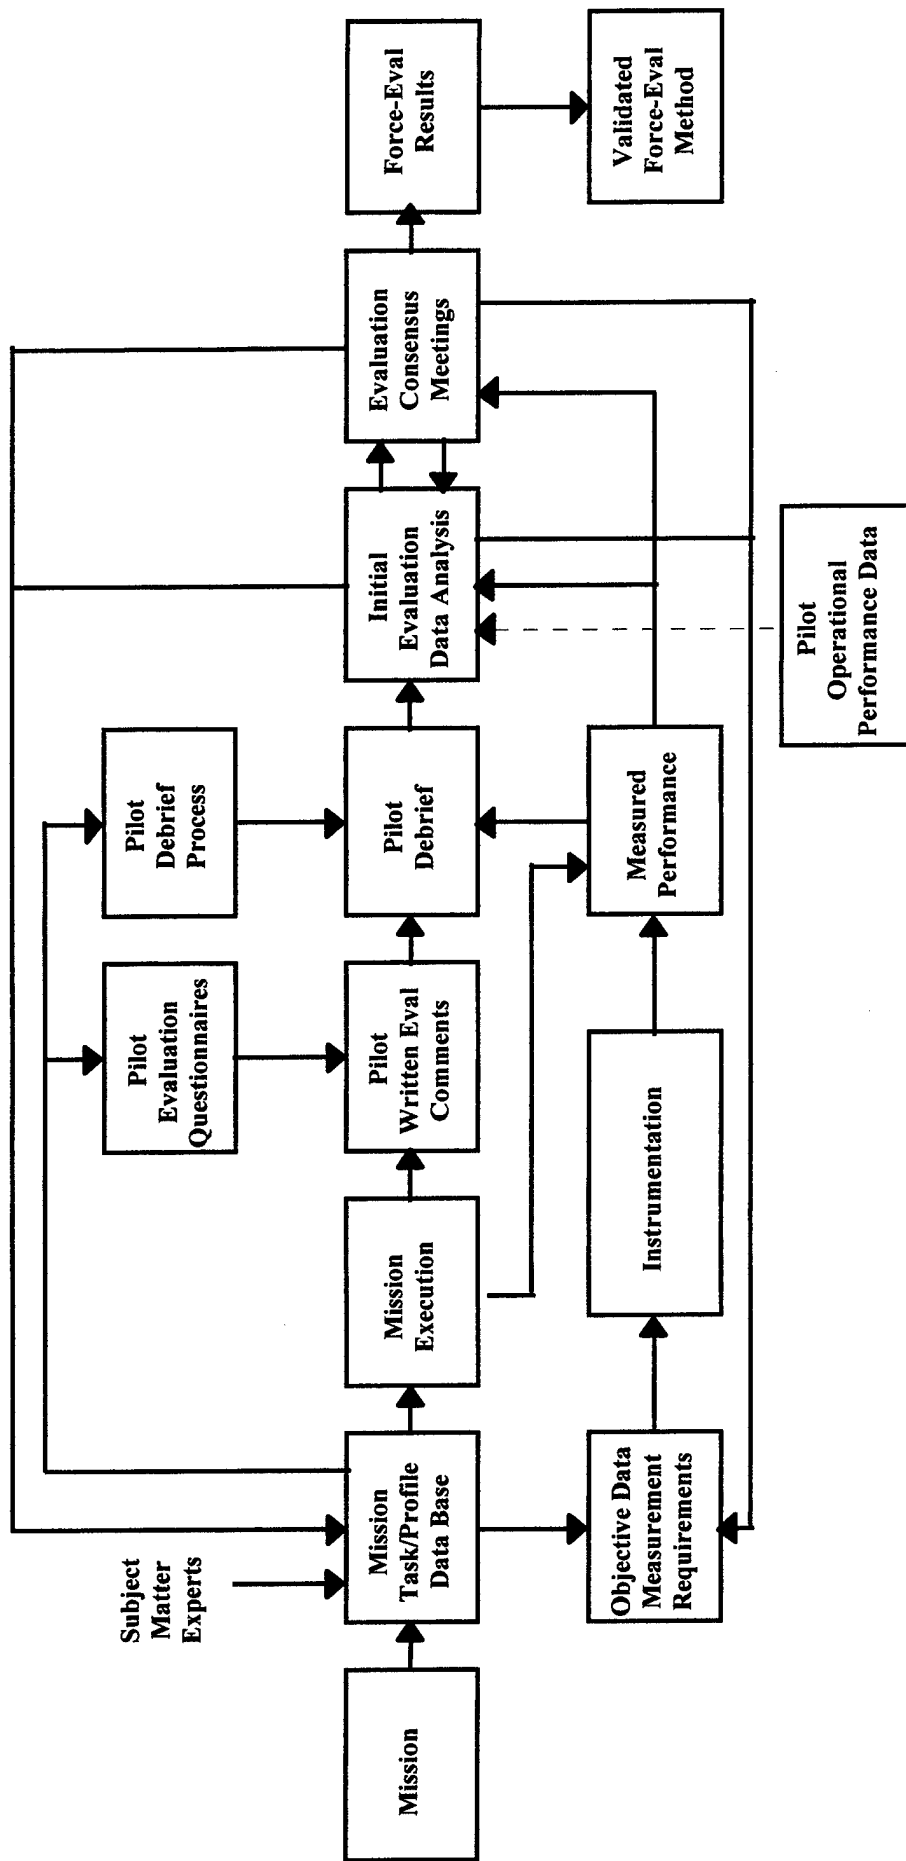 Subject
Matter
Experts
Pilot
Evaluation
Questionnaires
Pilot
Debrief
Process
Mission
Mission
Task/Profile
Data Base
Mission
Execution
Pilot
Written Eval
Comments
Pilot
Debrief
Initial
Evaluation
Data Analysis
Evaluation
Consensus
Meetings
Force-Eval
Results
Objective Data
Measurement
Requirements
Instrumentation
Measured
Performance
Validated
Force-Eval
Method
Pilot
Operational
Performance Data